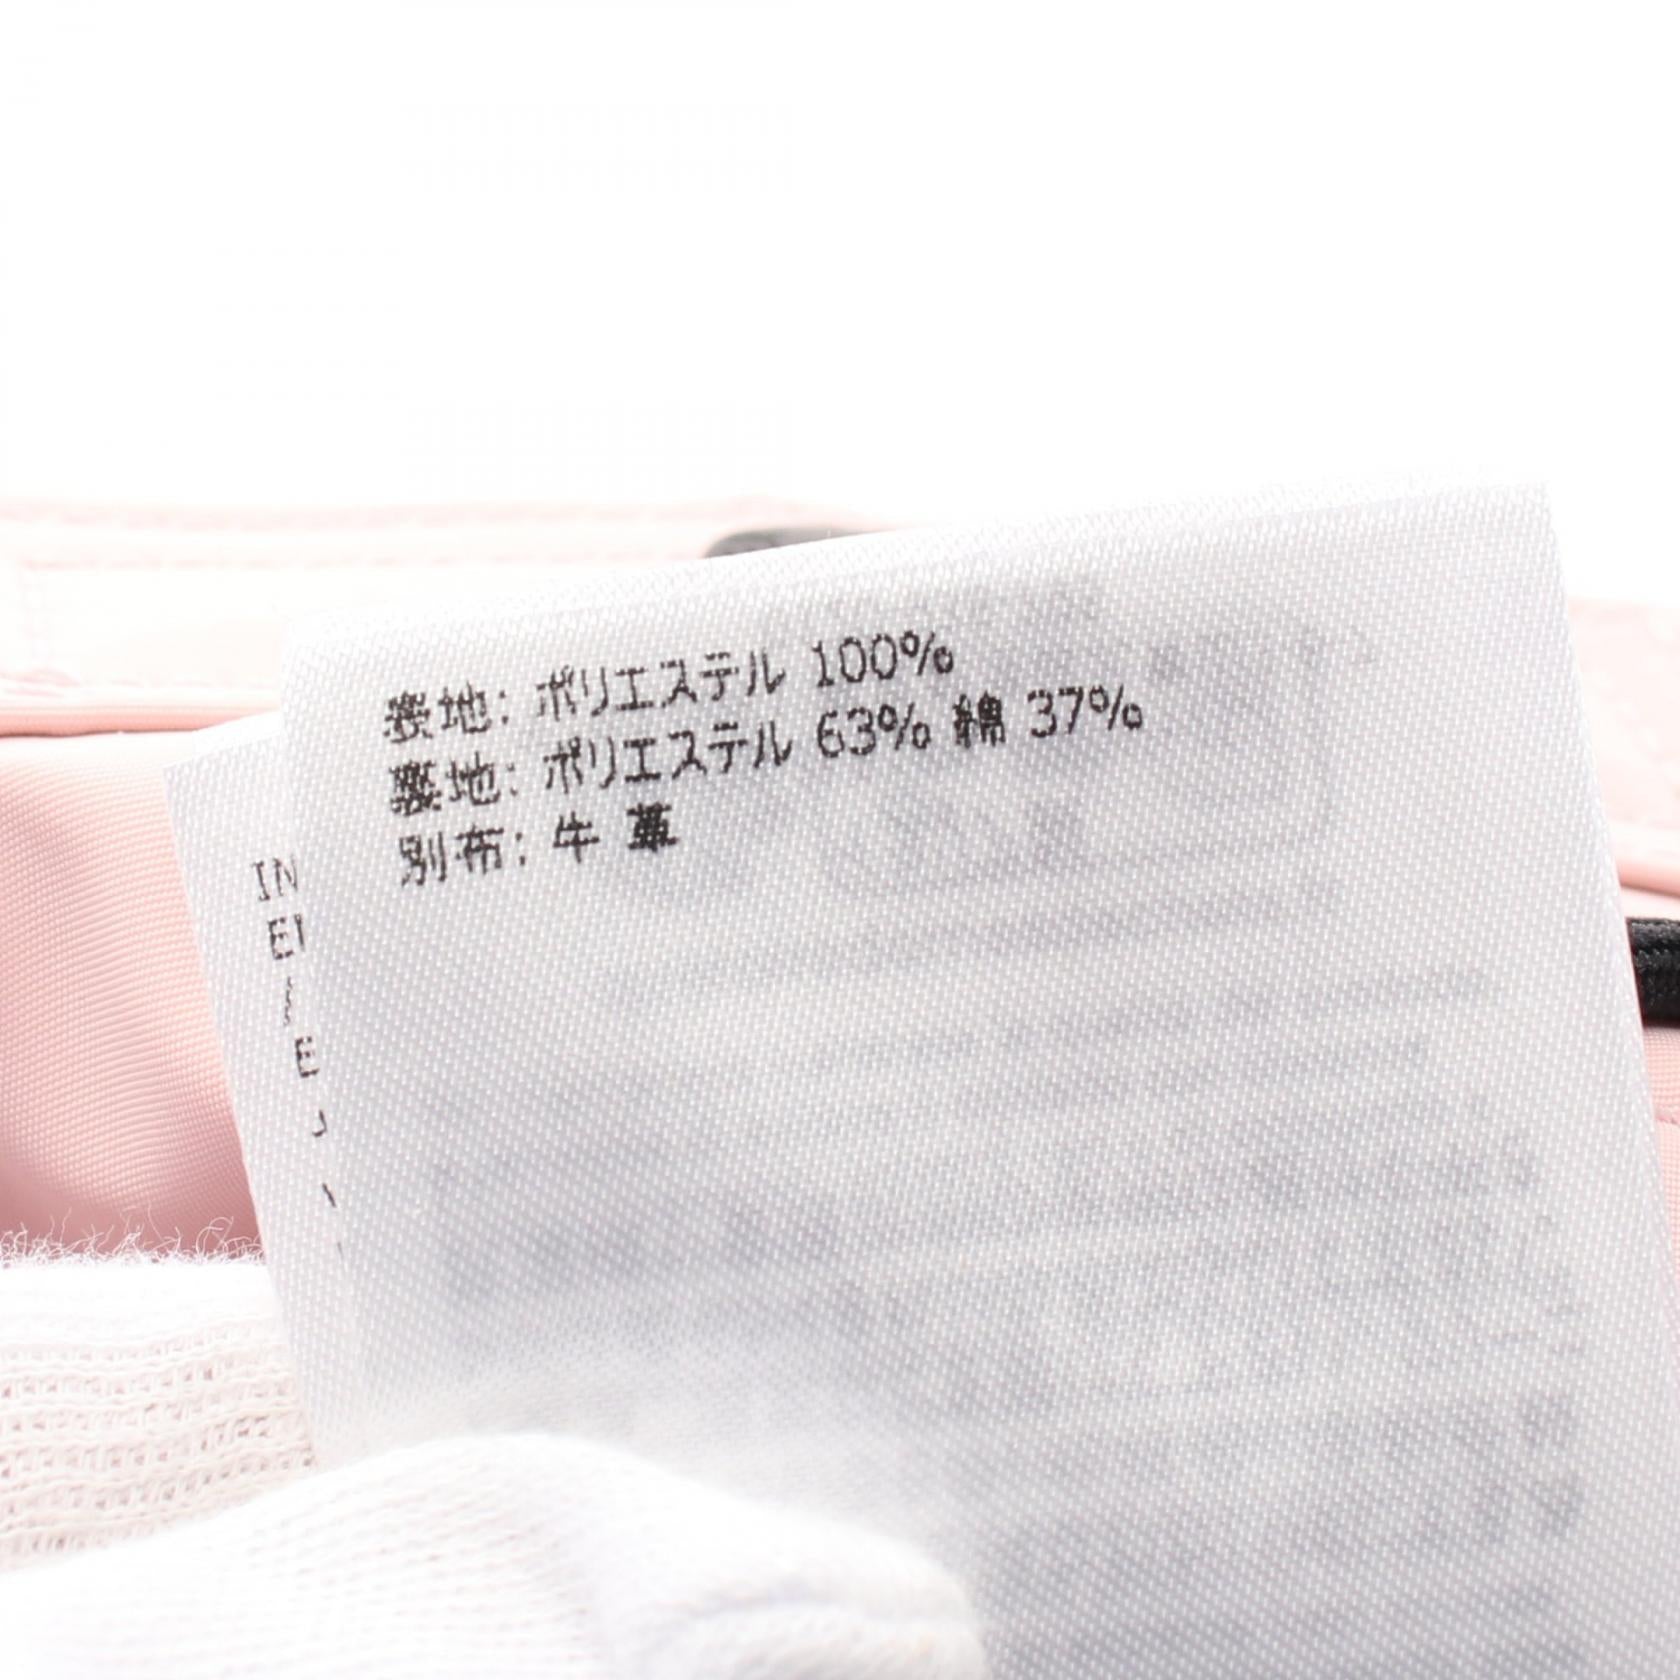 表地: ポリエステル 100%
裏地: ポリエステル 63% 綿 37%
別布: 牛 革
IN
E